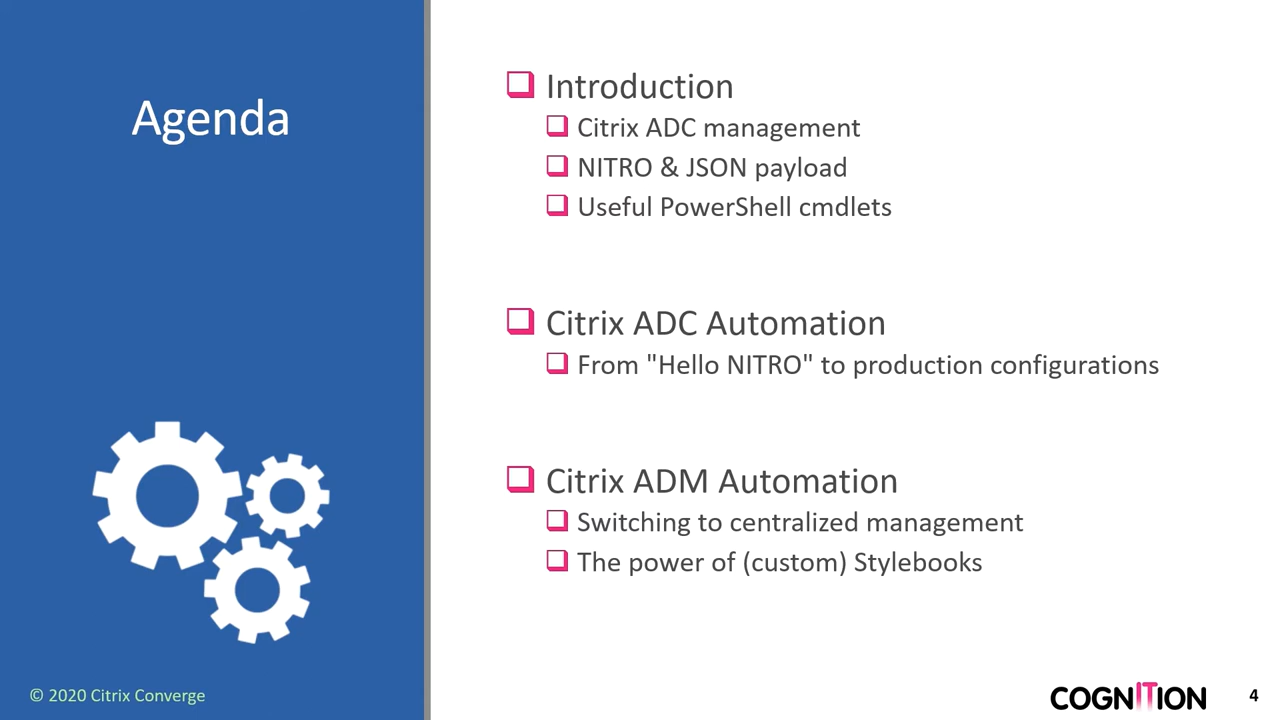 Agenda
Introduction
Citrix ADC management
NITRO & JSON payload
Useful PowerShell cmdlets
Citrix ADC Automation
From "Hello NITRO" to production configurations
Citrix ADM Automation
Switching to centralized management
The power of (custom) Stylebooks
© 2020 Citrix Converge
COGNITION
4